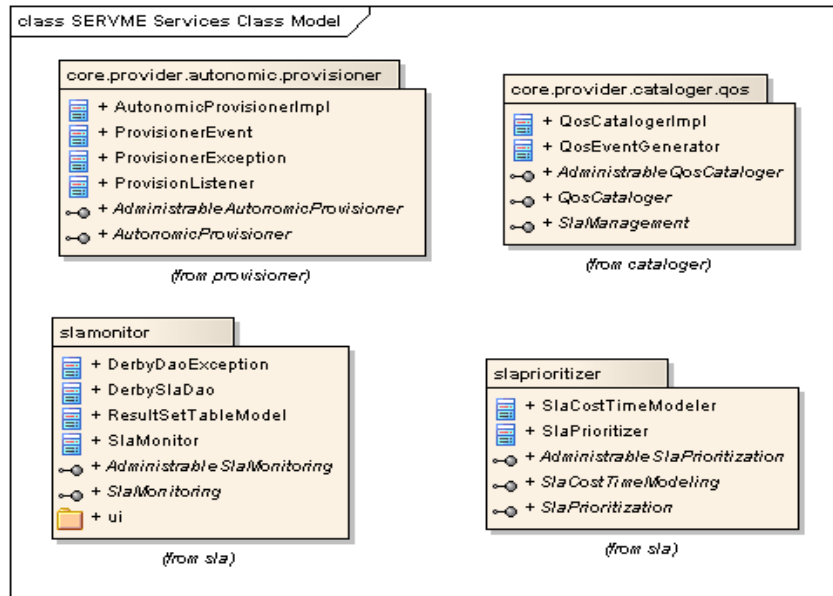 class SERVME Services Class Model
core.provider.autonomic.provisioner
+ AutonomicProvisionerImpl
+ ProvisionerEvent
+ ProvisionerException
+ ProvisionListener
+ AdministrableAutonomicProvisioner
+ AutonomicProvisioner
(from provisioner)
core.provider.cataloger.qos
+ QosCatalogerImpl
+ QosEventGenerator
+ AdministrableQosCataloger
+ QosCataloger
+ SlaManagement
(from cataloger)
slamonitor
+ DerbyDaoException
+ DerbySlaDao
+ ResultSetTableModel
+ SlaMonitor
+ AdministrableSlaMonitoring
+ SlaMonitoring
+ ui
(from sla)
slaprioritizer
+ SlaCostTimeModeler
+ SlaPrioritizer
+ AdministrableSlaPrioritization
+ SlaCostTimeModeling
+ SlaPrioritization
(from sla)